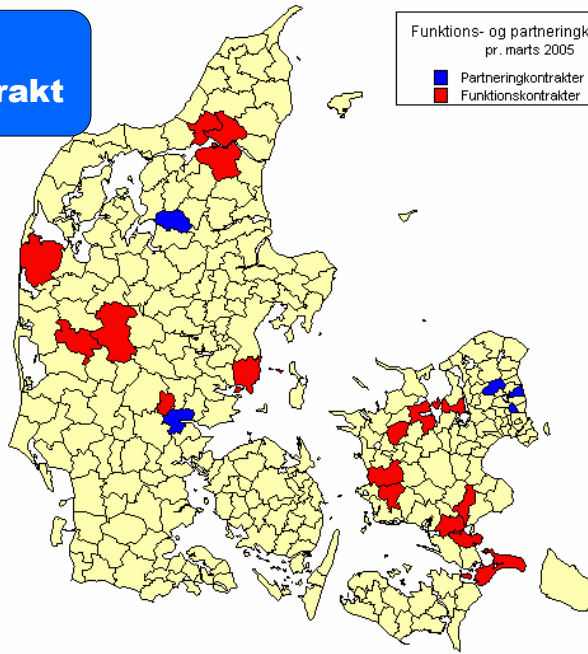 rakt
Funktions- og partneringk
pr. marts 2005
Partneringkontrakter
Funktionskontrakter